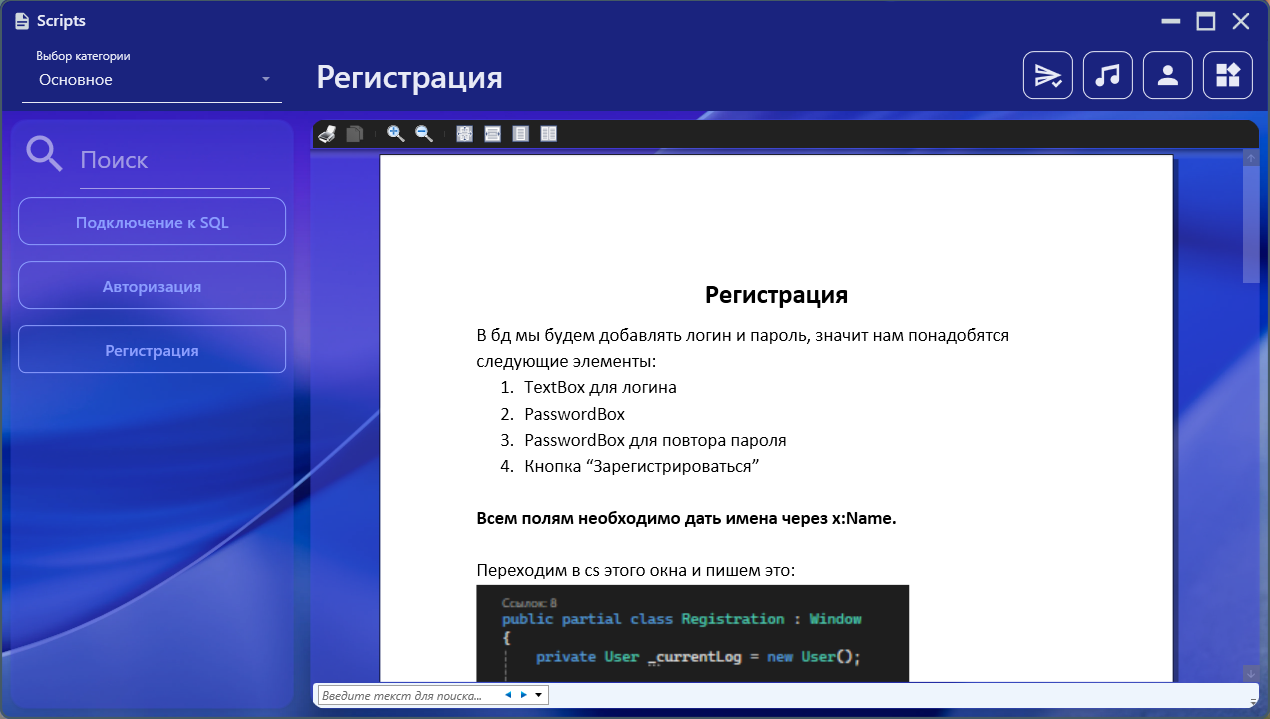 Scripts
Выбор категории
Основное
Регистрация
Поиск
Подключение к SQL
Авторизация
Регистрация
Регистрация
В бд мы будем добавлять логин и пароль, значит нам понадобятся
следующие элементы:
1. TextBox для логина
2. PasswordBox
3. PasswordBox для повтора пароля
4. Кнопка “Зарегистрироваться”
Всем полям необходимо дать имена через x:Name.
Переходим в cs этого окна и пишем это:
Ссылок: 8
public partial class Registration : Window
{
private User _currentLog = new User();
Введите текст для поиска...